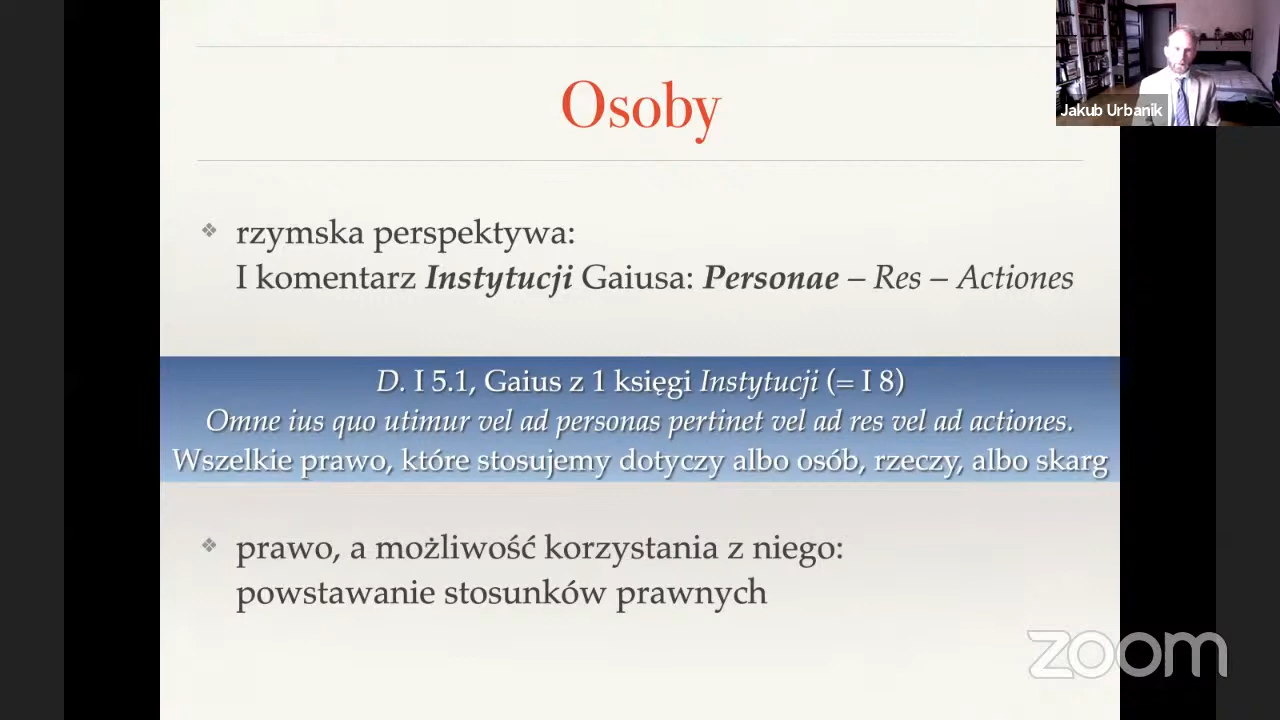 Osoby
Jakub Urbanik
❖ rzymska perspektywa:
I komentarz Instytucji Gaiusa: Personae – Res – Actiones
D. I 5.1, Gaius z 1 księgi Instytucji (= I 8)
Omne ius quo utimur vel ad personas pertinet vel ad res vel ad actiones.
Wszelkie prawo, które stosujemy dotyczy albo osób, rzeczy, albo skarg
❖ prawo, a możliwość korzystania z niego:
powstawanie stosunków prawnych
zoom